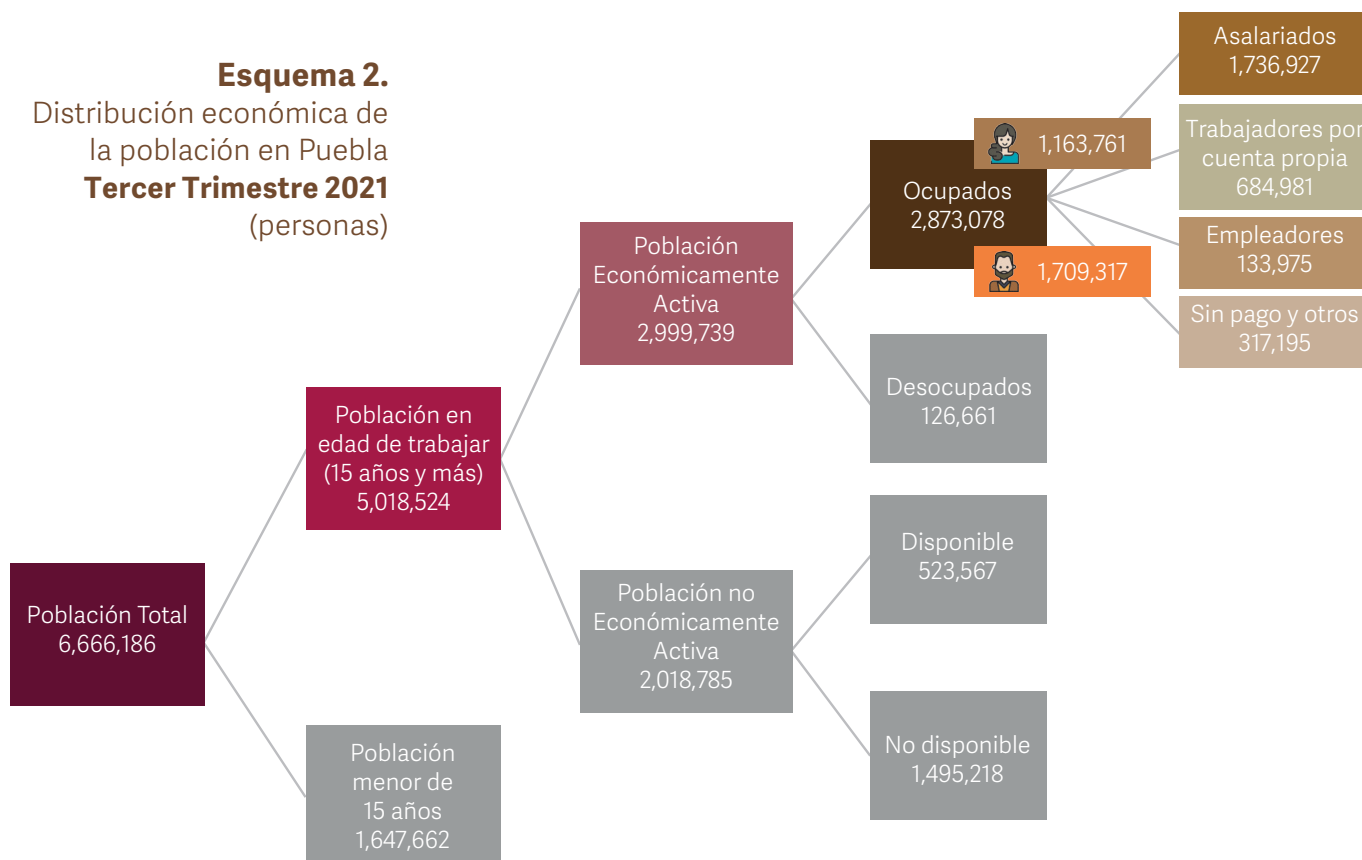 Esquema 2.
Distribución económica de
la población en Puebla
Tercer Trimestre 2021
(personas)
Población Total
6,666,186
Población en
edad de trabajar
(15 años y más)
5,018,524
Población
menor de
15 años
1,647,662
Población
Económicamente
Activa
2,999,739
Población no
Económicamente
Activa
2,018,785
Ocupados
2,873,078
1,163,761
1,709,317
Desocupados
126,661
Disponible
523,567
No disponible
1,495,218
Asalariados
1,736,927
Trabajadores por
cuenta propia
684,981
Empleadores
133,975
Sin pago y otros
317,195